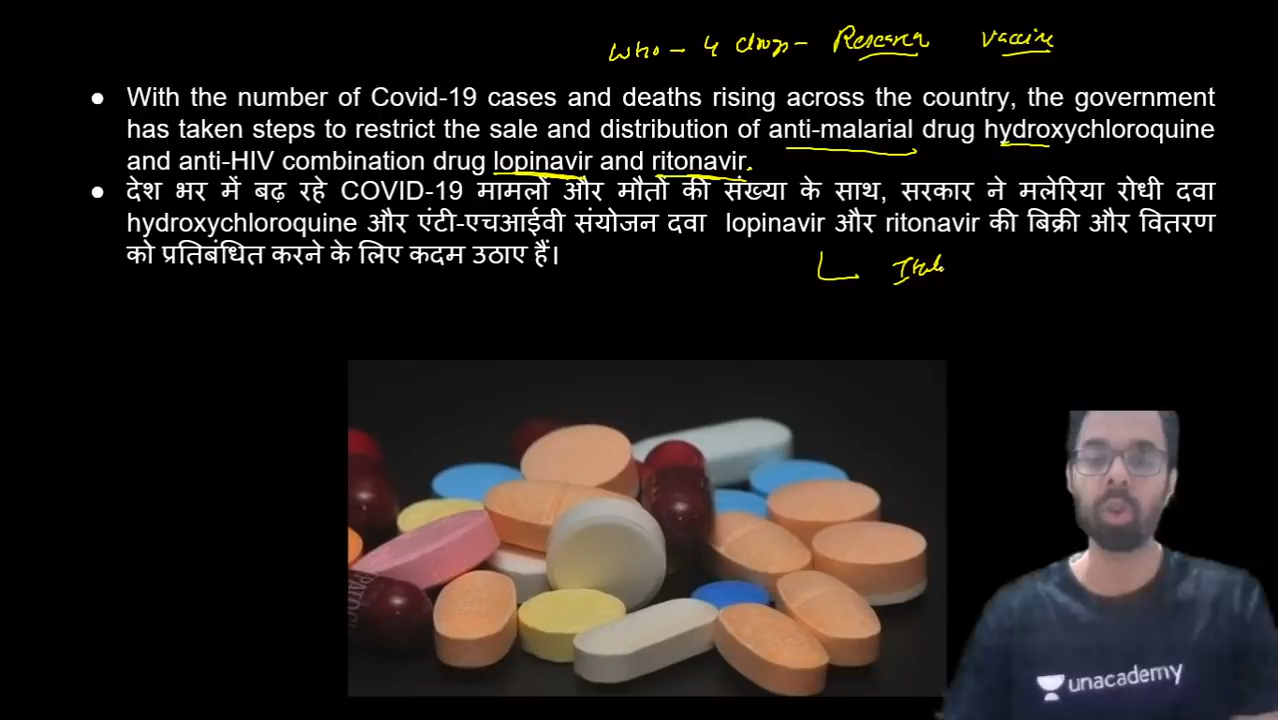 WHO - 4 drugs - Research Vaccine
● With the number of Covid-19 cases and deaths rising across the country, the government
has taken steps to restrict the sale and distribution of anti-malarial drug hydroxychloroquine
and anti-HIV combination drug lopinavir and ritonavir.
● देश भर में बढ़ रहे COVID-19 मामलों और मौतों की संख्या के साथ, सरकार ने मलेरिया रोधी दवा
hydroxychloroquine और एंटी-एचआईवी संयोजन दवा lopinavir और ritonavir की बिक्री और वितरण
को प्रतिबंधित करने के लिए कदम उठाए हैं।
unacademy